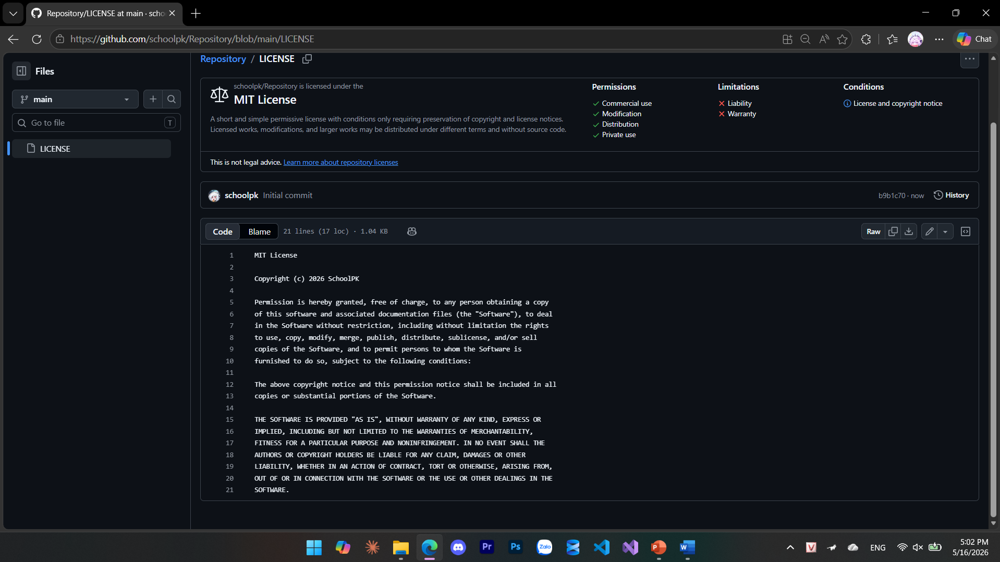 Repository/LICENSE at main · scho
https://github.com/schoolpk/Repository/blob/main/LICENSE
Chat
Files
main
Go to file
T
LICENSE
Repository / LICENSE
schoolpk/Repository is licensed under the
MIT License
A short and simple permissive license with conditions only requiring preservation of copyright and license notices.
Licensed works, modifications, and larger works may be distributed under different terms and without source code.
Permissions
Commercial use
Modification
Distribution
Private use
Limitations
Liability
Warranty
Conditions
License and copyright notice
This is not legal advice. Learn more about repository licenses
schoolpk Initial commit
b9b1c70 · now
History
Code
Blame
21 lines (17 loc) · 1.04 KB
Raw
1 MIT License
2
3 Copyright (c) 2026 SchoolPK
4
5 Permission is hereby granted, free of charge, to any person obtaining a copy
6 of this software and associated documentation files (the "Software"), to deal
7 in the Software without restriction, including without limitation the rights
8 to use, copy, modify, merge, publish, distribute, sublicense, and/or sell
9 copies of the Software, and to permit persons to whom the Software is
10 furnished to do so, subject to the following conditions:
11
12 The above copyright notice and this permission notice shall be included in all
13 copies or substantial portions of the Software.
14
15 THE SOFTWARE IS PROVIDED "AS IS", WITHOUT WARRANTY OF ANY KIND, EXPRESS OR
16 IMPLIED, INCLUDING BUT NOT LIMITED TO THE WARRANTIES OF MERCHANTABILITY,
17 FITNESS FOR A PARTICULAR PURPOSE AND NONINFRINGEMENT. IN NO EVENT SHALL THE
18 AUTHORS OR COPYRIGHT HOLDERS BE LIABLE FOR ANY CLAIM, DAMAGES OR OTHER
19 LIABILITY, WHETHER IN AN ACTION OF CONTRACT, TORT OR OTHERWISE, ARISING FROM,
20 OUT OF OR IN CONNECTION WITH THE SOFTWARE OR THE USE OR OTHER DEALINGS IN THE
21 SOFTWARE.
Pr
Ps
Zalo
P
W
V
ENG
5:02 PM
5/16/2026